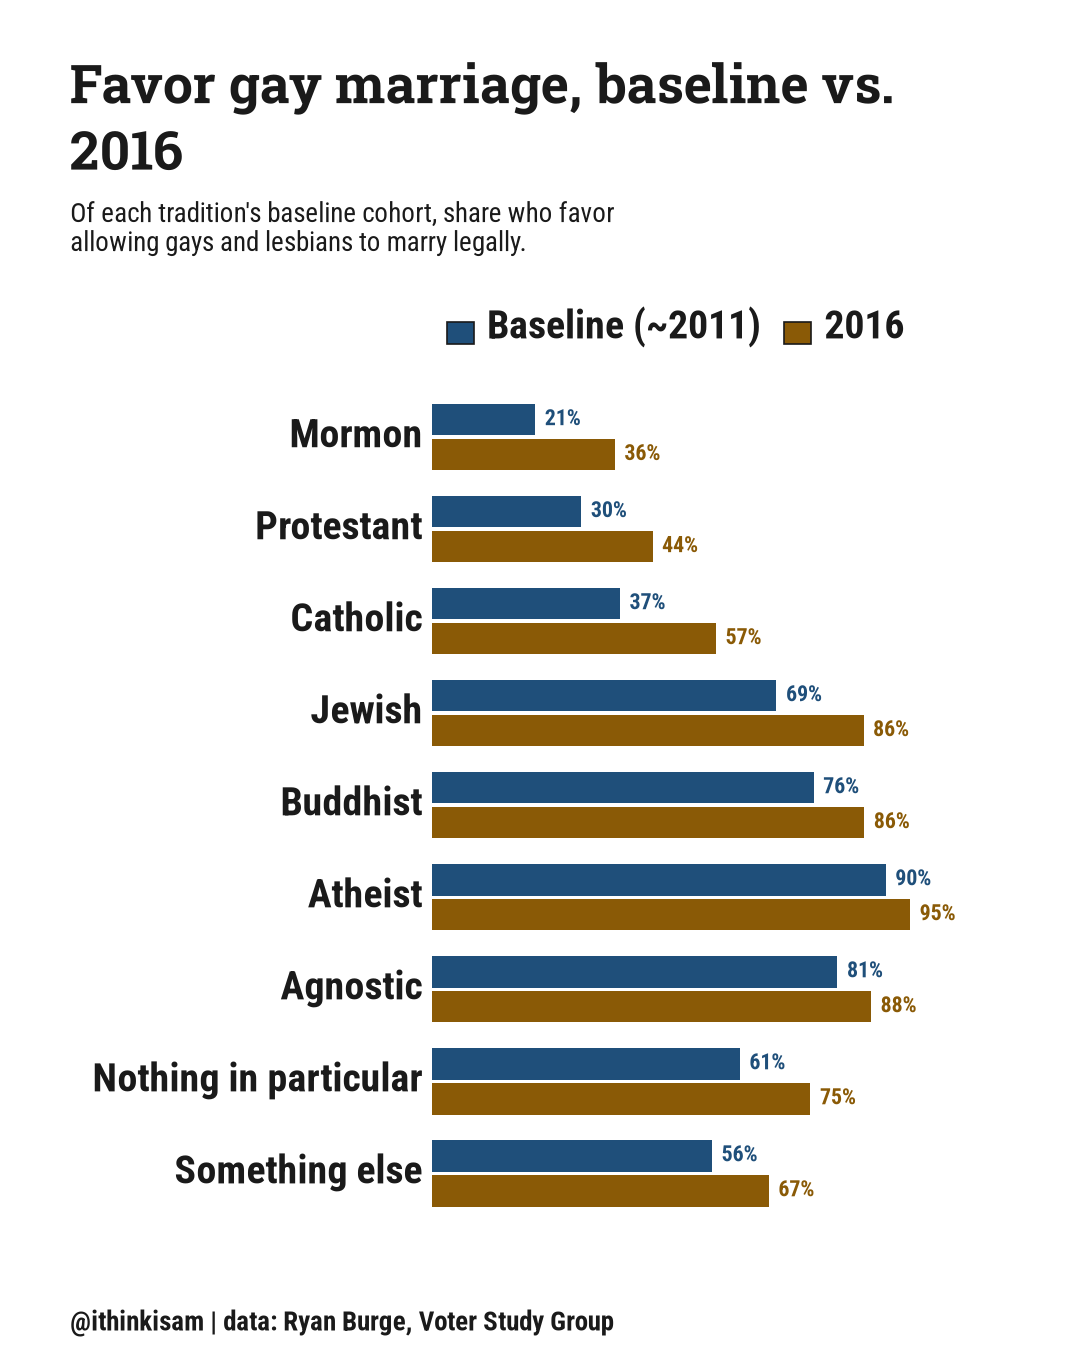 Favor gay marriage, baseline vs.
2016
Of each tradition's baseline cohort, share who favor
allowing gays and lesbians to marry legally.
Baseline (~2011) 2016
Mormon 21%
36%
Protestant 30%
44%
Catholic 37%
57%
Jewish 69%
86%
Buddhist 76%
86%
Atheist 90%
95%
Agnostic 81%
88%
Nothing in particular 61%
75%
Something else 56%
67%
@ithinkisam | data: Ryan Burge, Voter Study Group